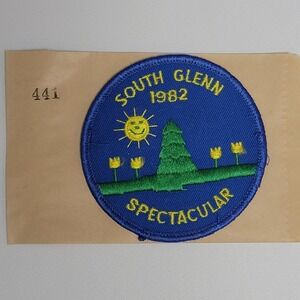 441
SOUTH GLENN
1982
SPECTACULAR